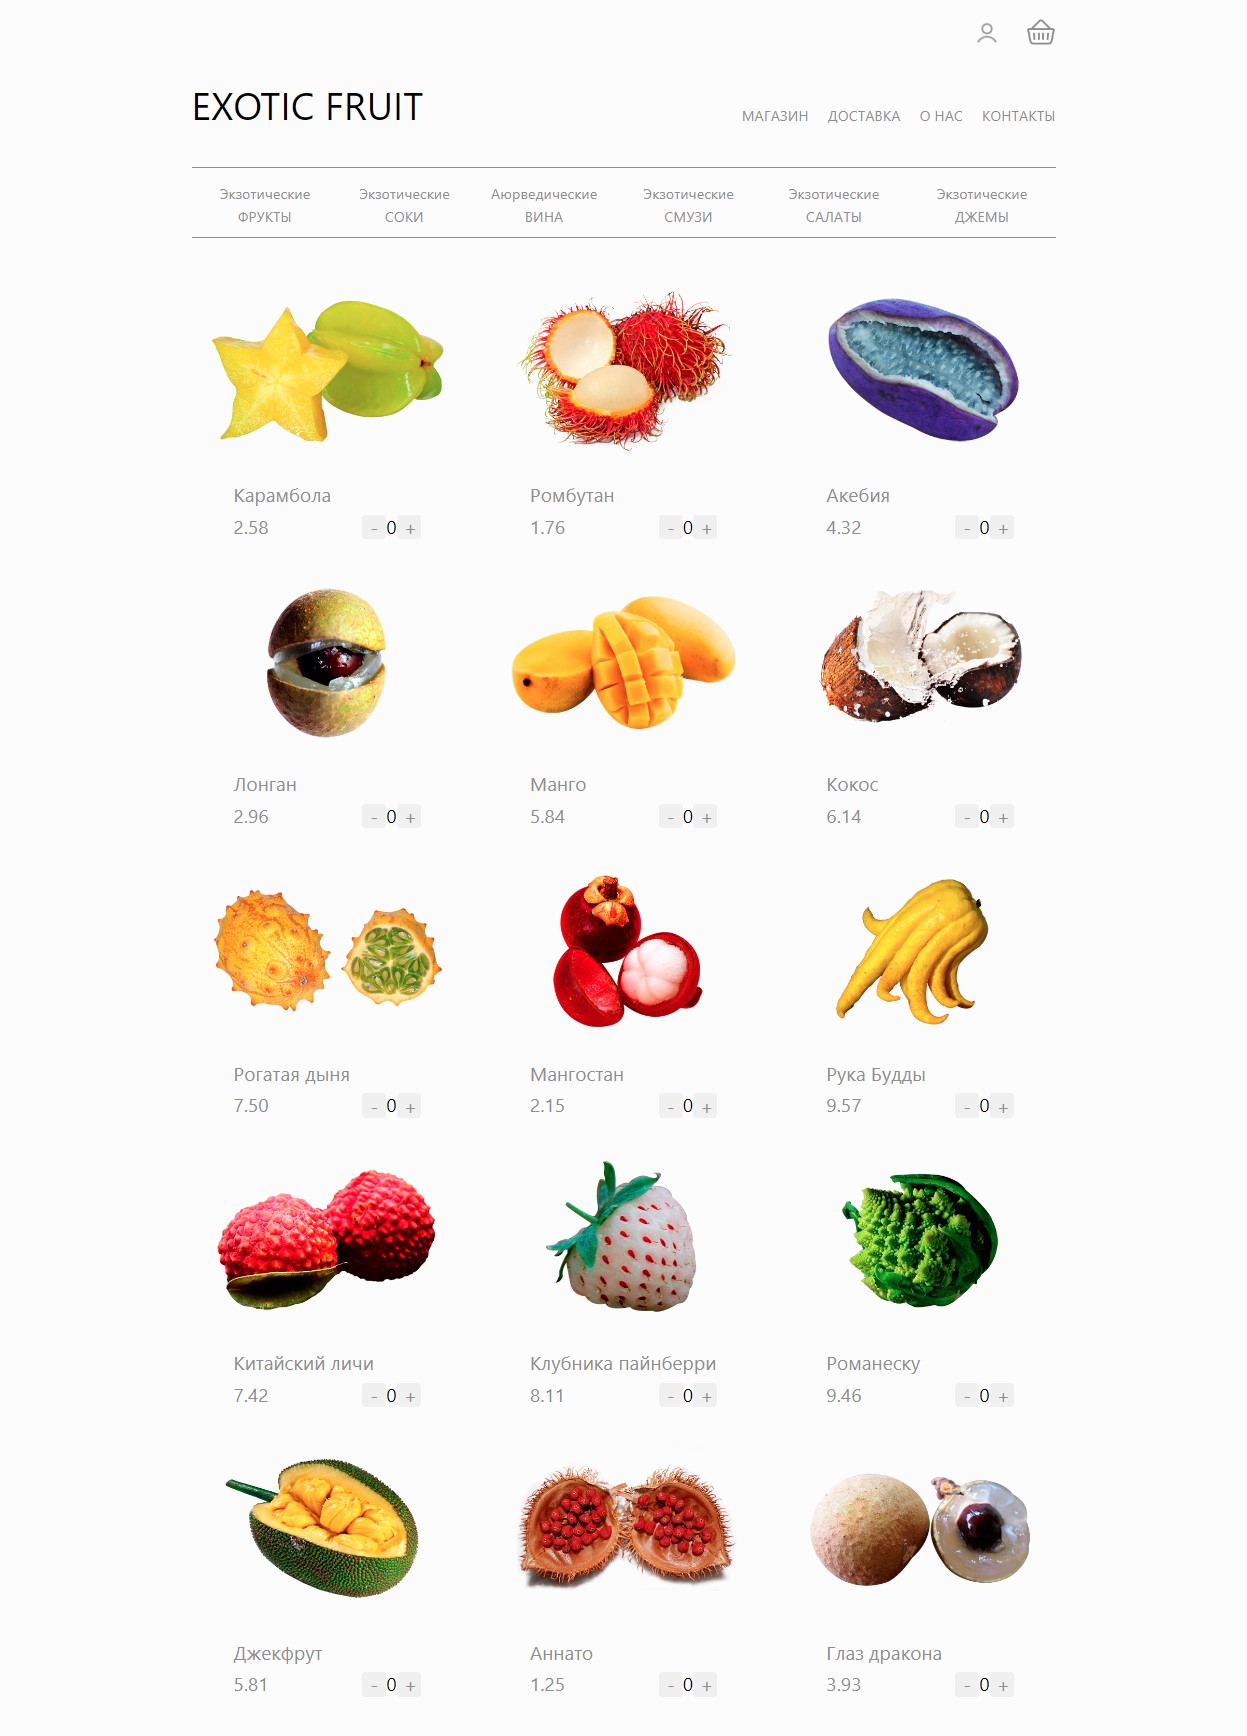 EXOTIC FRUIT
МАГАЗИН ДОСТАВКА О НАС КОНТАКТЫ
Экзотические Экзотические Аюрведические Экзотические Экзотические Экзотические
ФРУКТЫ СОКИ ВИНА СМУЗИ САЛАТЫ ДЖЕМЫ
Карамбола Ромбутан Акебия
2.58 - 0 + 1.76 - 0 + 4.32 - 0 +
Лонган Манго Кокос
2.96 - 0 + 5.84 - 0 + 6.14 - 0 +
Рогатая дыня Мангостан Рука Будды
7.50 - 0 + 2.15 - 0 + 9.57 - 0 +
Китайский личи Клубника пайнберри Романеску
7.42 - 0 + 8.11 - 0 + 9.46 - 0 +
Джекфрут Аннато Глаз дракона
5.81 - 0 + 1.25 - 0 + 3.93 - 0 +